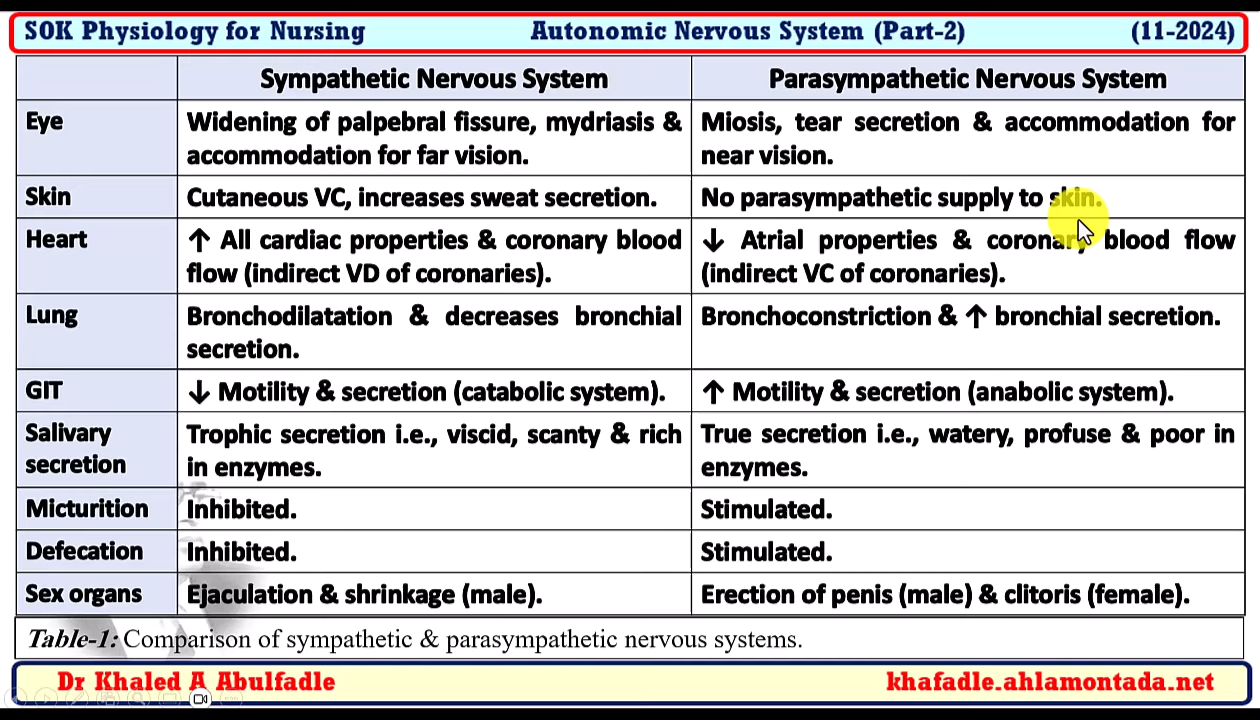 SOK Physiology for Nursing Autonomic Nervous System (Part-2) (11-2024)
Sympathetic Nervous System Parasympathetic Nervous System
Eye
Widening of palpebral fissure, mydriasis &
accommodation for far vision.
Miosis, tear secretion & accommodation for
near vision.
Skin
Cutaneous VC, increases sweat secretion.
No parasympathetic supply to skin.
Heart
↑ All cardiac properties & coronary blood
flow (indirect VD of coronaries).
↓ Atrial properties & coronary blood flow
(indirect VC of coronaries).
Lung
Bronchodilatation & decreases bronchial
secretion.
Bronchoconstriction & ↑ bronchial secretion.
GIT
↓ Motility & secretion (catabolic system).
↑ Motility & secretion (anabolic system).
Salivary
secretion
Trophic secretion i.e., viscid, scanty & rich
in enzymes.
True secretion i.e., watery, profuse & poor in
enzymes.
Micturition
Inhibited.
Stimulated.
Defecation
Inhibited.
Stimulated.
Sex organs
Ejaculation & shrinkage (male).
Erection of penis (male) & clitoris (female).
Table-1: Comparison of sympathetic & parasympathetic nervous systems.
Dr Khaled A Abulfadle khafadle.ahlamontada.net